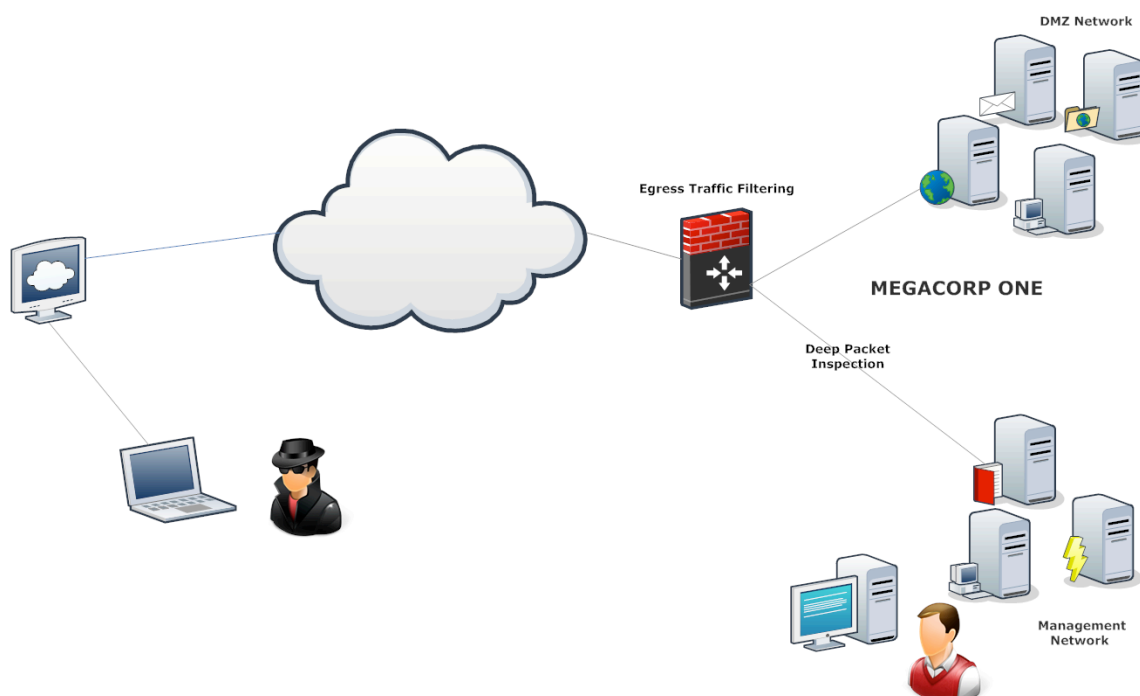 DMZ Network
Egress Traffic Filtering
MEGACORP ONE
Deep Packet
Inspection
Management
Network